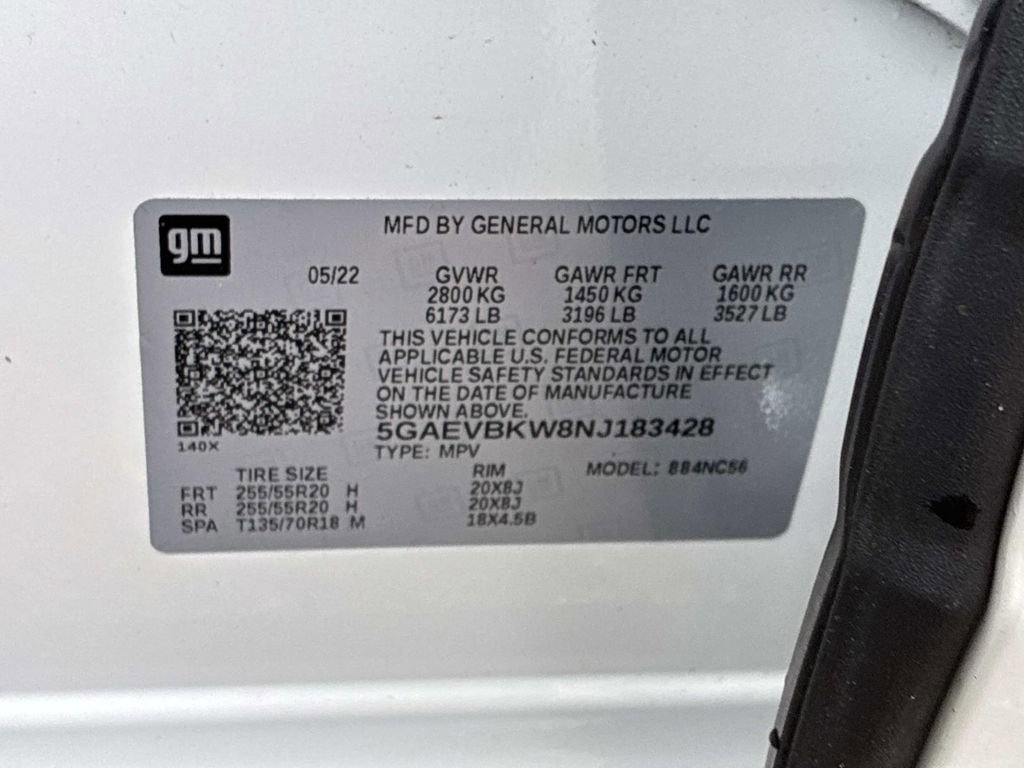 gm
MFD BY GENERAL MOTORS LLC
05/22 GVWR GAWR FRT GAWR RR
2800 KG 1450 KG 1600 KG
6173 LB 3196 LB 3527 LB
THIS VEHICLE CONFORMS TO ALL
APPLICABLE U.S. FEDERAL MOTOR
VEHICLE SAFETY STANDARDS IN EFFECT
ON THE DATE OF MANUFACTURE
SHOWN ABOVE.
140X
5GAEVBKW8NJ183428
TYPE: MPV
TIRE SIZE RIM MODEL: 884NC56
FRT 255/55R20 H 20X8J
RR 255/55R20 H 20X8J
SPA T135/70R18 M 18X4.5B